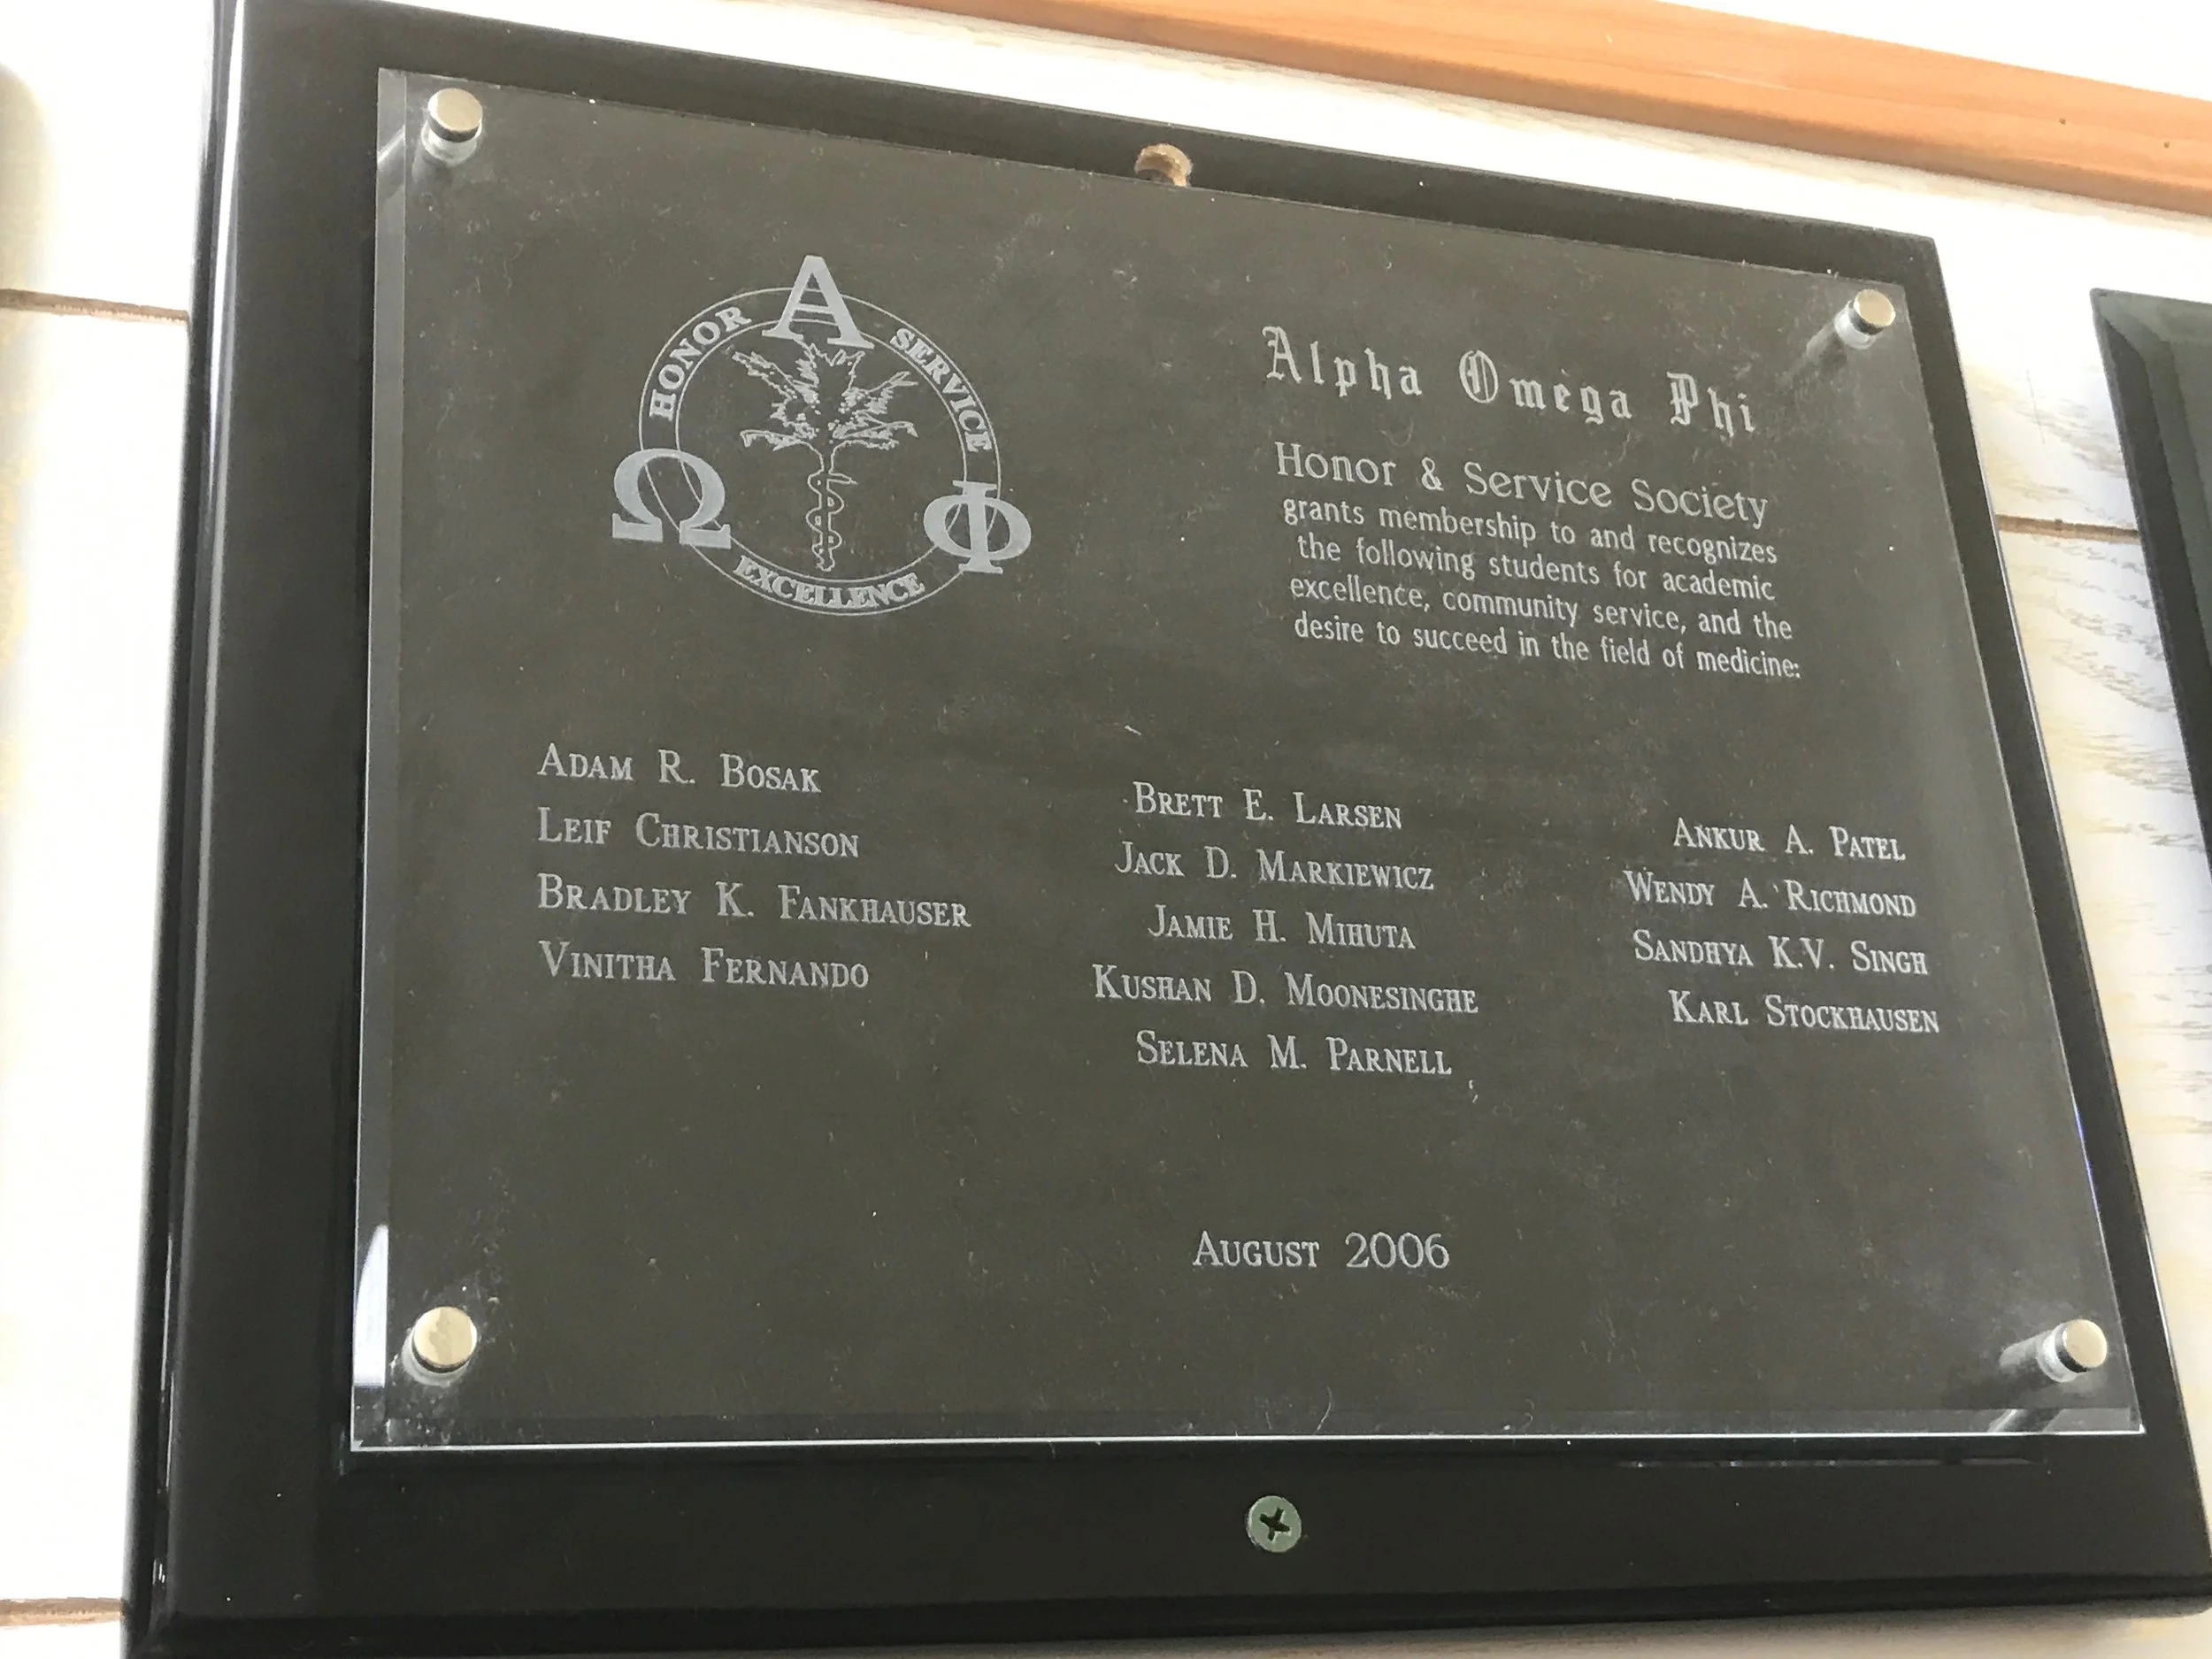 HONOR A SERVICE
Ω Φ
EXCELLENCE
Alpha Omega Phi
Honor & Service Society
grants membership to and recognizes
the following students for academic
excellence, community service, and the
desire to succeed in the field of medicine:
ADAM R. BOSAK
LEIF CHRISTIANSON
BRADLEY K. FANKHAUSER
VINITHA FERNANDO
BRETT E. LARSEN
JACK D. MARKIEWICZ
JAMIE H. MIHUTA
KUSHAN D. MOONESINGHE
SELENA M. PARNELL
ANKUR A. PATEL
WENDY A. RICHMOND
SANDHYA K.V. SINGH
KARL STOCKHAUSEN
AUGUST 2006